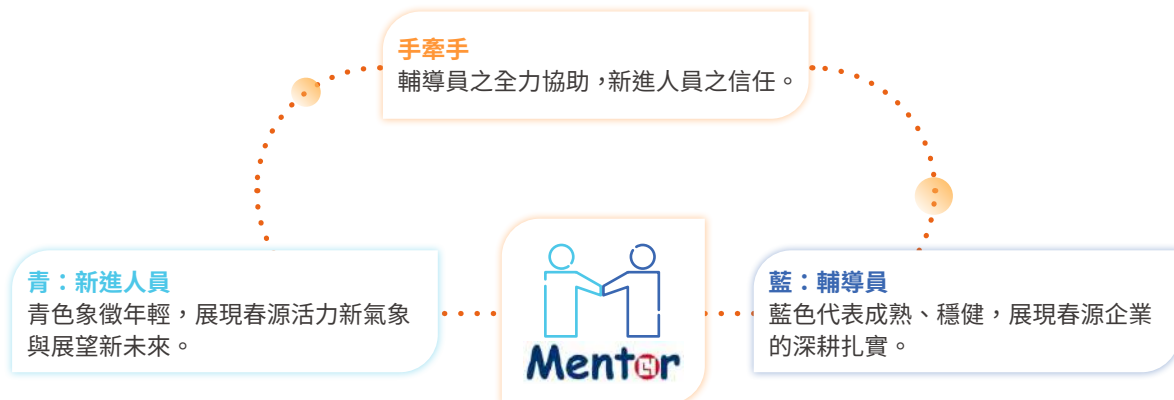 手牽手
輔導員之全力協助，新進人員之信任。
青：新進人員
青色象徵年輕，展現春源活力新氣象
與展望新未來。
Mentor
藍：輔導員
藍色代表成熟、穩健，展現春源企業
的深耕扎實。